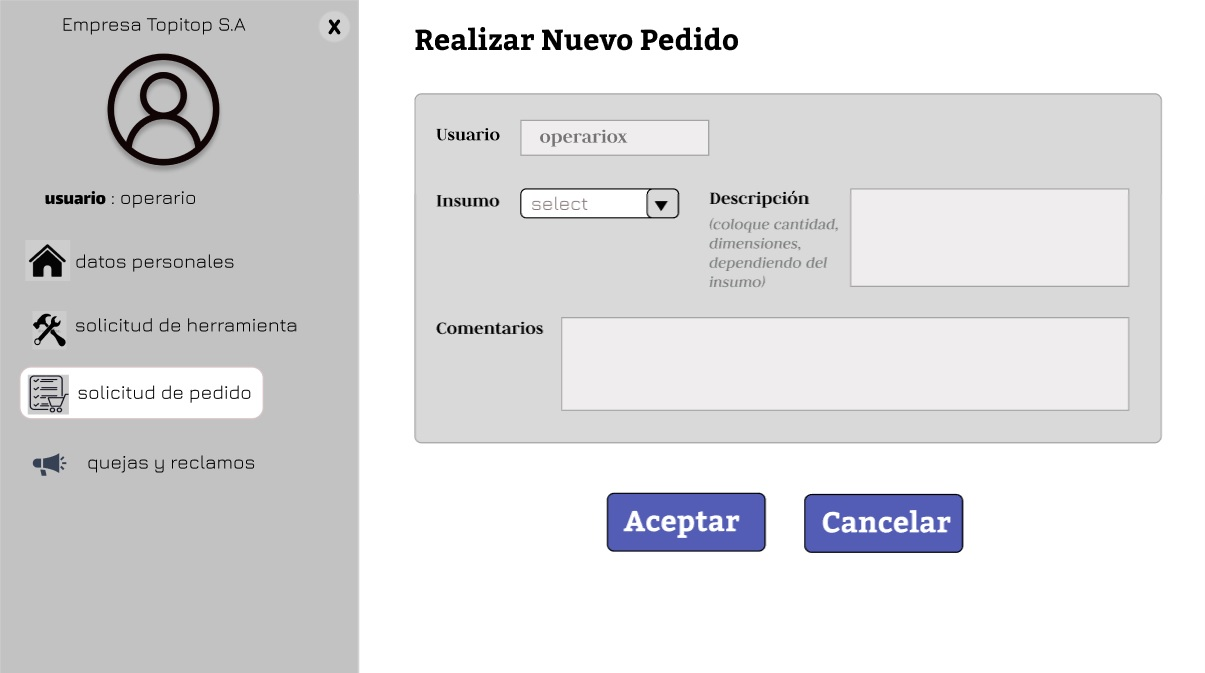 Empresa Topitop S.A
X
usuario : operario
datos personales
solicitud de herramienta
solicitud de pedido
quejas y reclamos
Realizar Nuevo Pedido
Usuario
operariox
Insumo
select
Descripción
(coloque cantidad,
dimensiones,
dependiendo del
insumo)
Comentarios
Aceptar
Cancelar